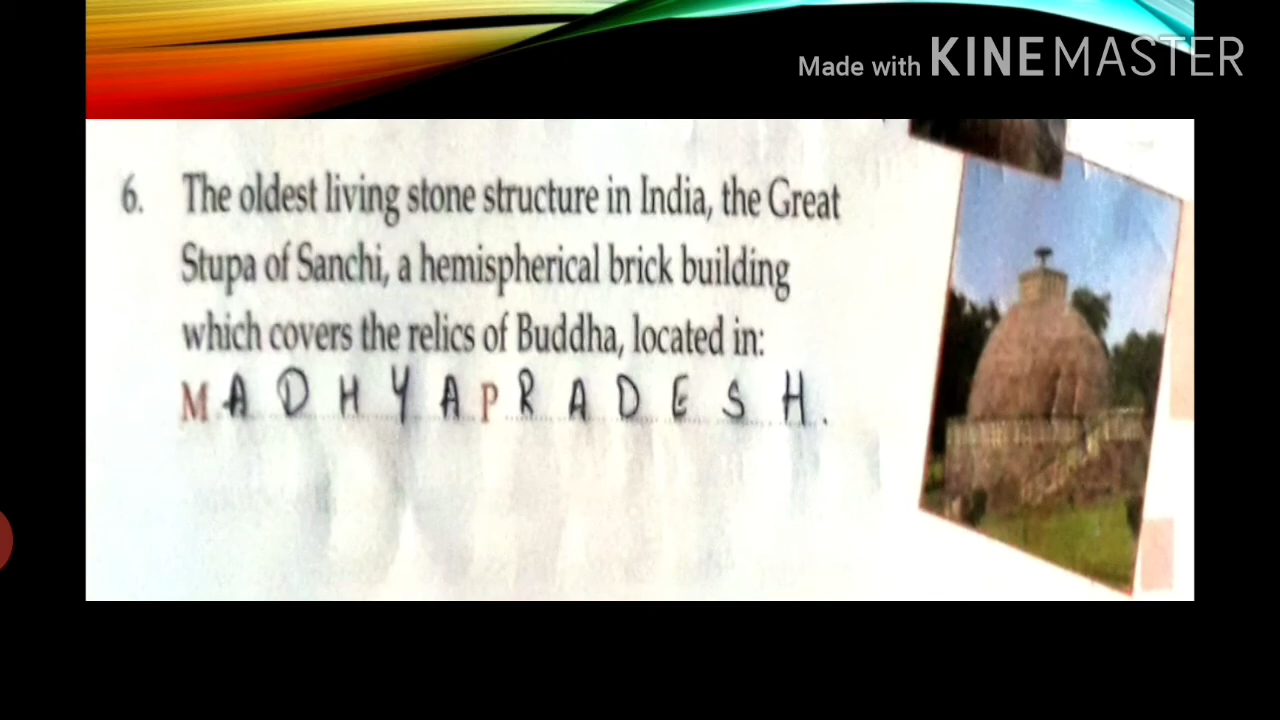 Made with KINEMASTER
6. The oldest living stone structure in India, the Great
Stupa of Sanchi, a hemispherical brick building
which covers the relics of Buddha, located in:
MADHYAPRADESH.